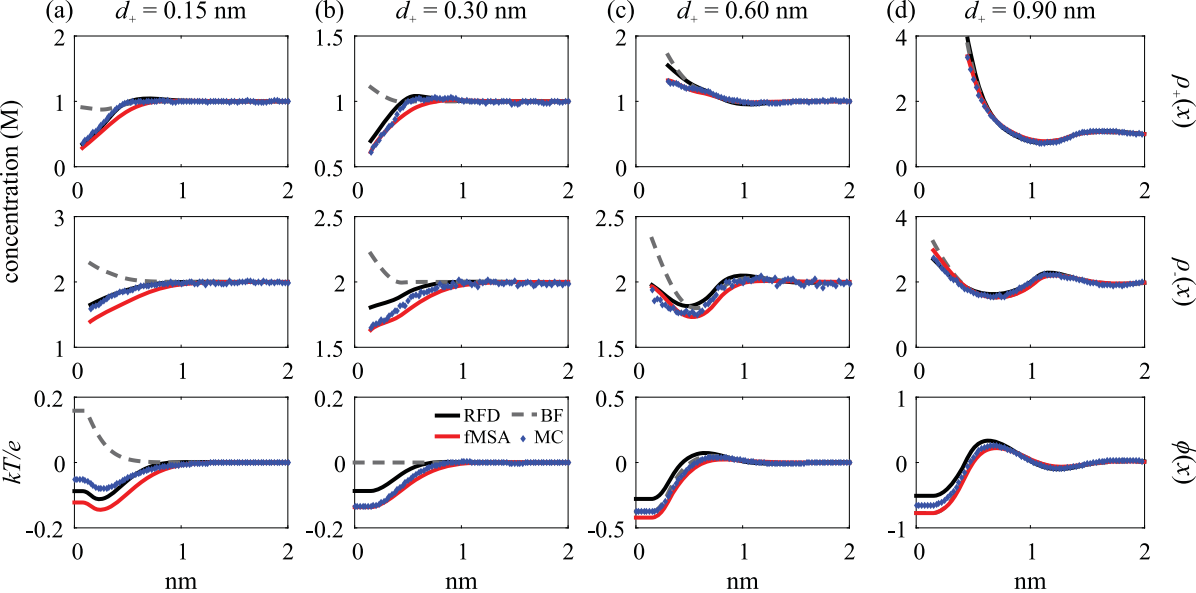 (a) d₊ = 0.15 nm (b) d₊ = 0.30 nm (c) d₊ = 0.60 nm (d) d₊ = 0.90 nm
concentration (M)
2 1 0
0 1 2
1.5 1 0.5
0 1 2
2 1 0
0 1 2
4 2 0
0 1 2
ρ₊(x)
3 2 1
0 1 2
2.5 2 1.5
0 1 2
2.5 2 1.5
0 1 2
4 2 0
0 1 2
ρ₋(x)
kT/e
0.2 0 -0.2
0 1 2
nm
0.2 0 -0.2
RFD BF
fMSA MC
0 1 2
nm
0.5 0 -0.5
0 1 2
nm
1 0 -1
0 1 2
nm
ϕ(x)